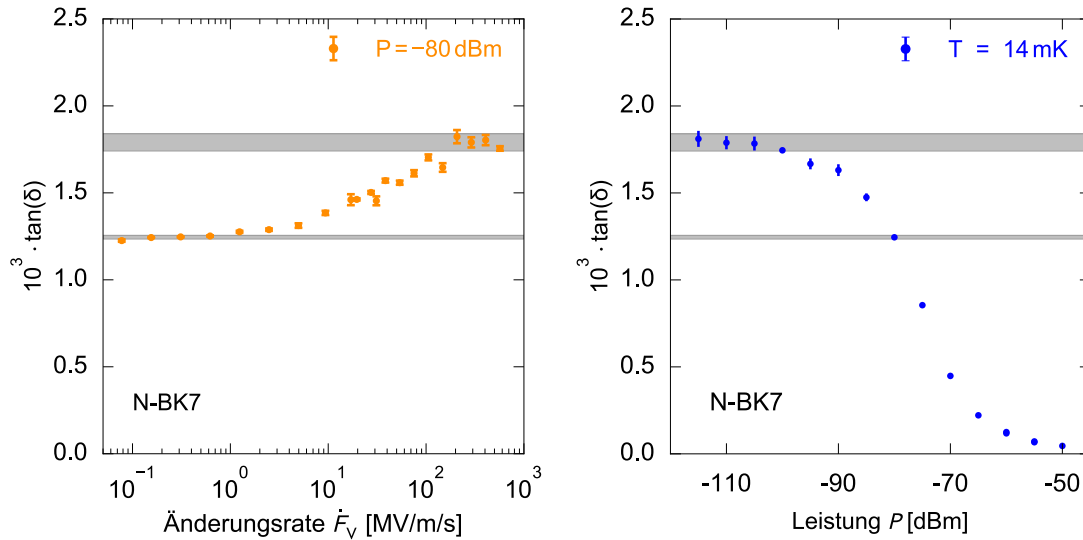 2.5
2.0
1.5
1.0
0.5
0.0
10³ · tan(δ)
P=−80 dBm
N-BK7
10⁻¹ 10⁰ 10¹ 10² 10³
Änderungsrate Ḟ_V [MV/m/s]
2.5
2.0
1.5
1.0
0.5
0.0
10³ · tan(δ)
T = 14 mK
N-BK7
-110 -90 -70 -50
Leistung P [dBm]